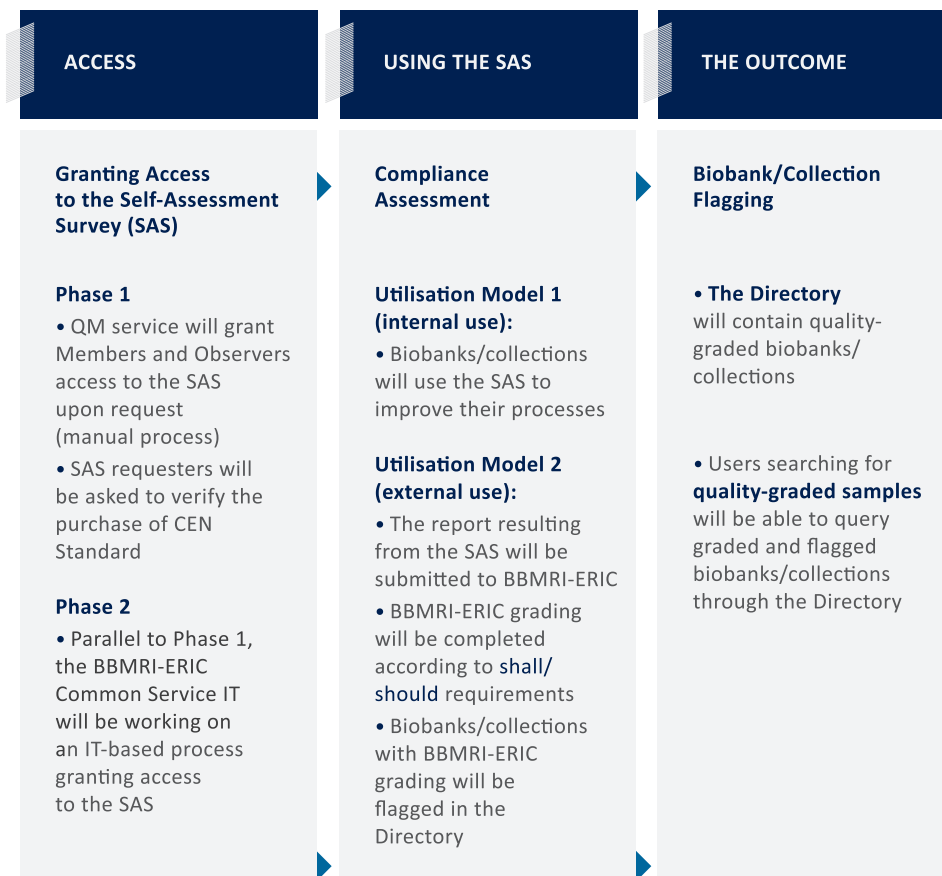 ACCESS
Granting Access
to the Self-Assessment
Survey (SAS)
Phase 1
• QM service will grant
Members and Observers
access to the SAS
upon request
(manual process)
• SAS requesters will
be asked to verify the
purchase of CEN
Standard
Phase 2
• Parallel to Phase 1,
the BBMRI-ERIC
Common Service IT
will be working on
an IT-based process
granting access
to the SAS
USING THE SAS
Compliance
Assessment
Utilisation Model 1
(internal use):
• Biobanks/collections
will use the SAS to
improve their processes
Utilisation Model 2
(external use):
• The report resulting
from the SAS will be
submitted to BBMRI-ERIC
• BBMRI-ERIC grading
will be completed
according to shall/
should requirements
• Biobanks/collections
with BBMRI-ERIC
grading will be
flagged in the
Directory
THE OUTCOME
Biobank/Collection
Flagging
• The Directory
will contain quality-
graded biobanks/
collections
• Users searching for
quality-graded samples
will be able to query
graded and flagged
biobanks/collections
through the Directory